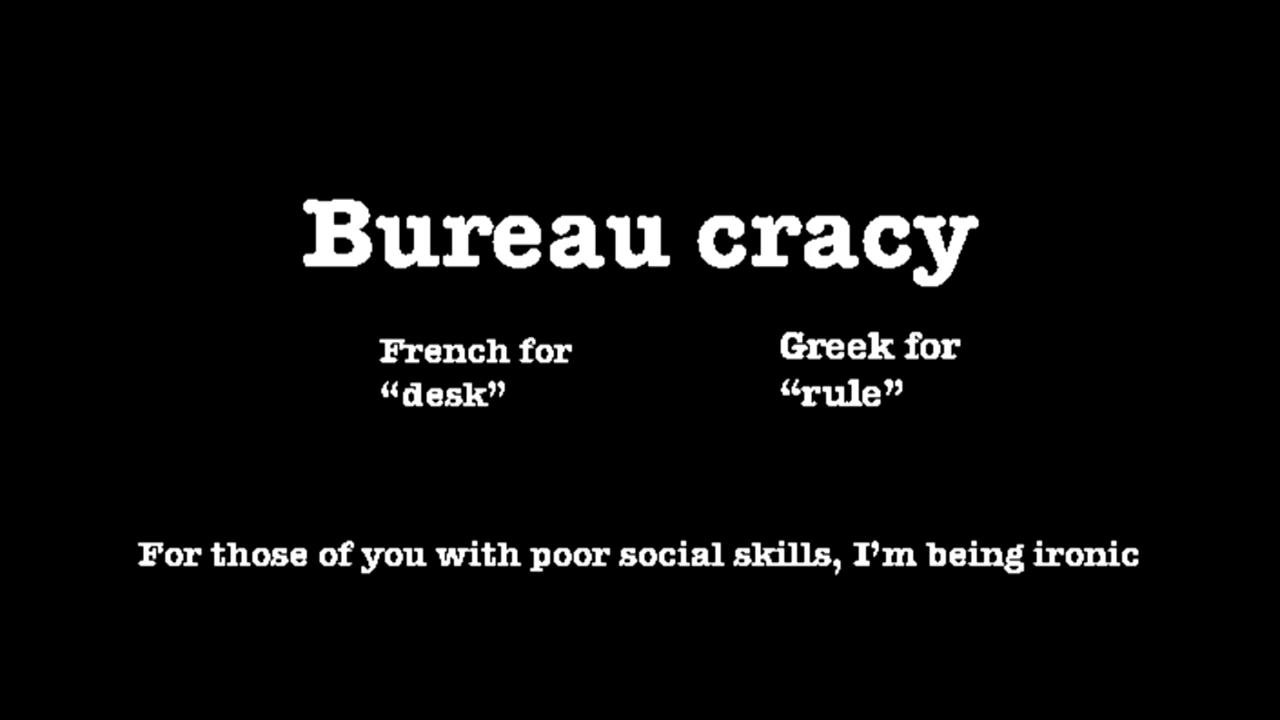 Bureau cracy
French for
“desk”
Greek for
“rule”
For those of you with poor social skills, I’m being ironic